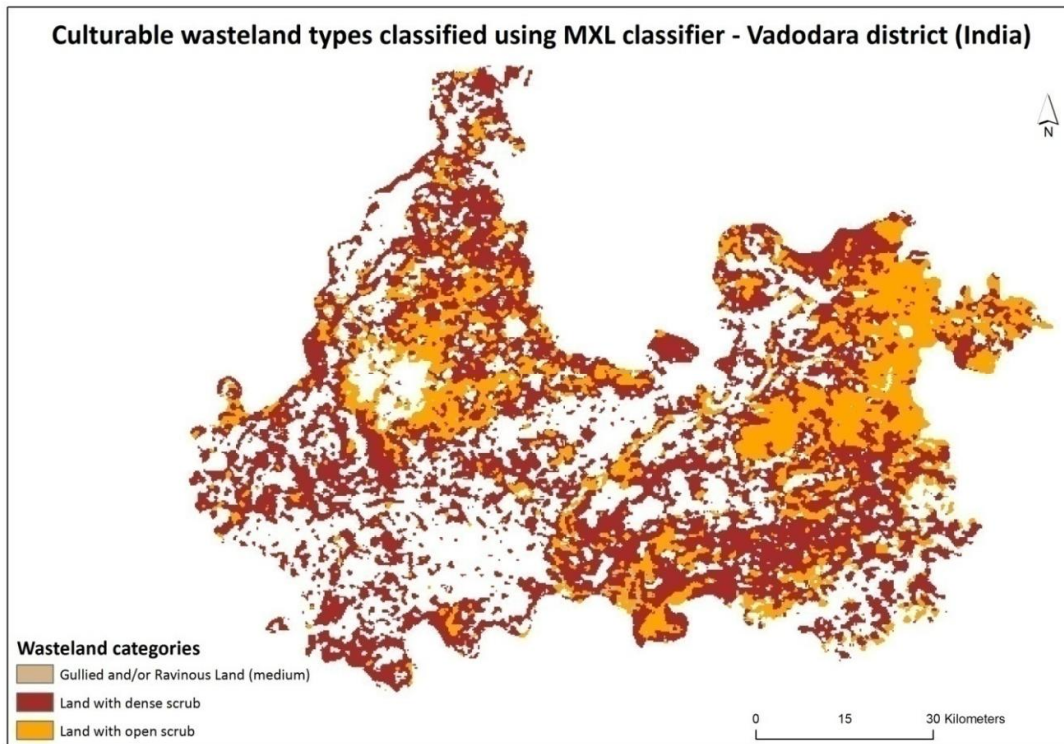 Culturable wasteland types classified using MXL classifier - Vadodara district (India)
N
Wasteland categories
Gullied and/or Ravinous Land (medium)
Land with dense scrub
Land with open scrub
0 15 30 Kilometers